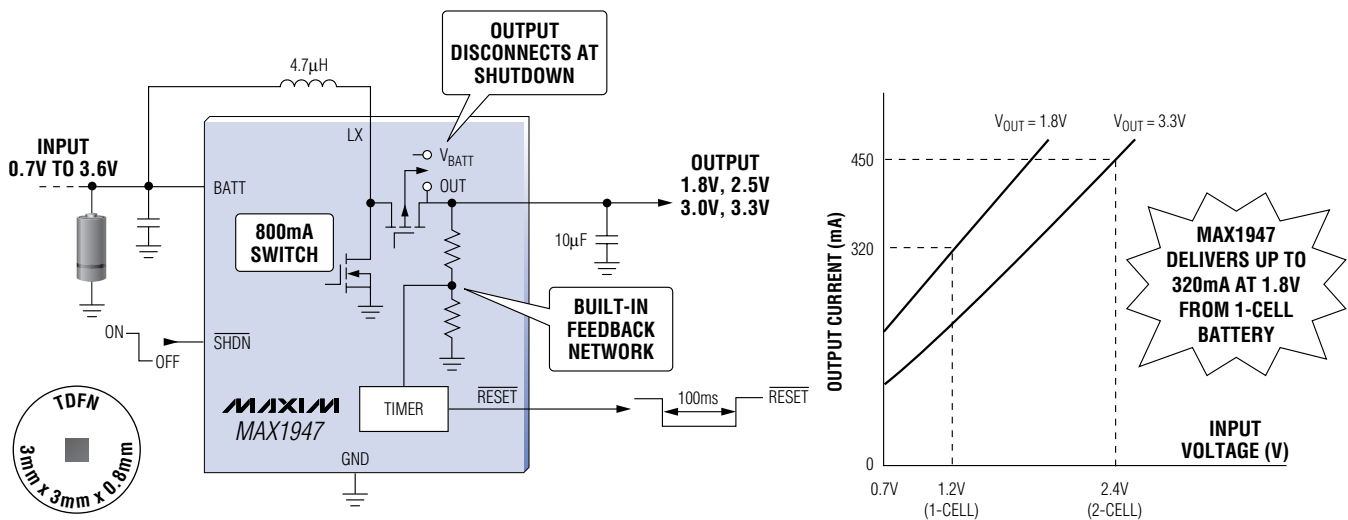 OUTPUT
DISCONNECTS AT
SHUTDOWN
4.7µH
LX
INPUT
0.7V TO 3.6V
BATT
VBATT
OUT
OUTPUT
1.8V, 2.5V
3.0V, 3.3V
800mA
SWITCH
10µF
BUILT-IN
FEEDBACK
NETWORK
ON
OFF
SHDN
MAXIM
MAX1947
TIMER
RESET
100ms
RESET
GND
TDFN
3mm x 3mm x 0.8mm
OUTPUT CURRENT (mA)
450
320
0
VOUT = 1.8V
VOUT = 3.3V
MAX1947
DELIVERS UP TO
320mA AT 1.8V
FROM 1-CELL
BATTERY
INPUT
VOLTAGE (V)
0.7V
1.2V
(1-CELL)
2.4V
(2-CELL)